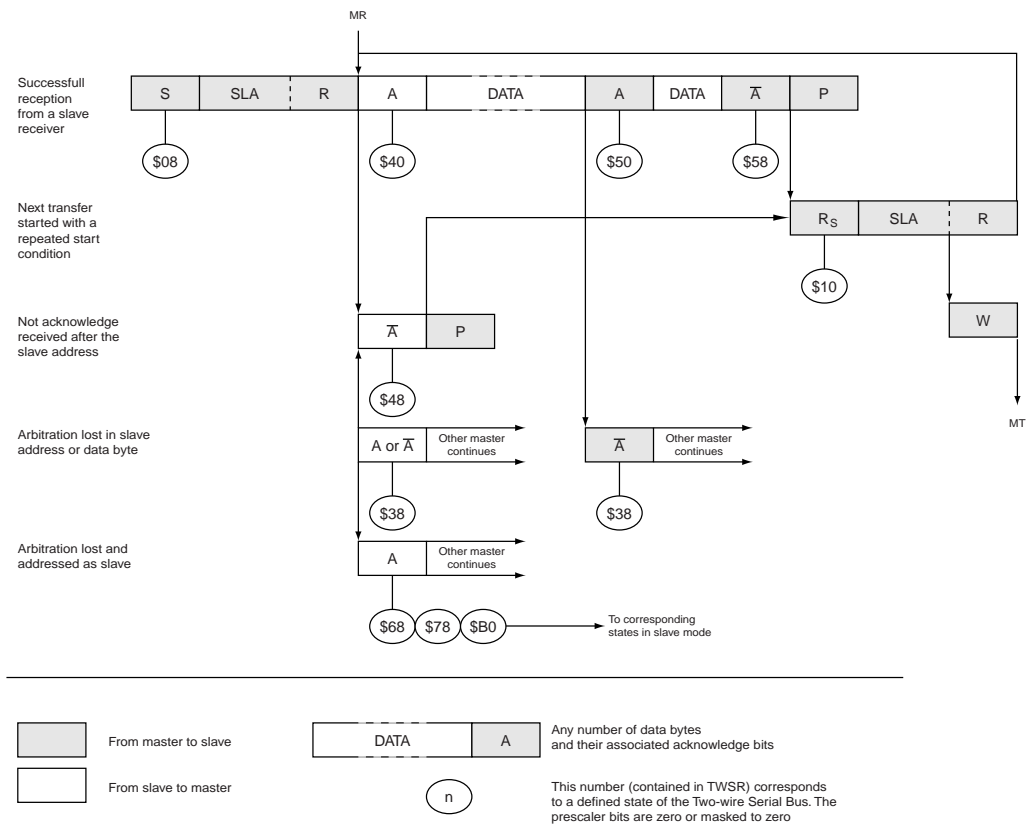 MR
Successfull
reception
from a slave
receiver
S SLA R A DATA A DATA A̅ P
$08 $40 $50 $58
Next transfer
started with a
repeated start
condition
RS SLA R
$10
Not acknowledge
received after the
slave address
A̅ P
W
$48
MT
Arbitration lost in slave
address or data byte
A or A̅ Other master
continues
A̅ Other master
continues
$38 $38
Arbitration lost and
addressed as slave
A Other master
continues
$68 $78 $B0
To corresponding
states in slave mode
From master to slave
DATA A
Any number of data bytes
and their associated acknowledge bits
From slave to master
n
This number (contained in TWSR) corresponds
to a defined state of the Two-wire Serial Bus. The
prescaler bits are zero or masked to zero